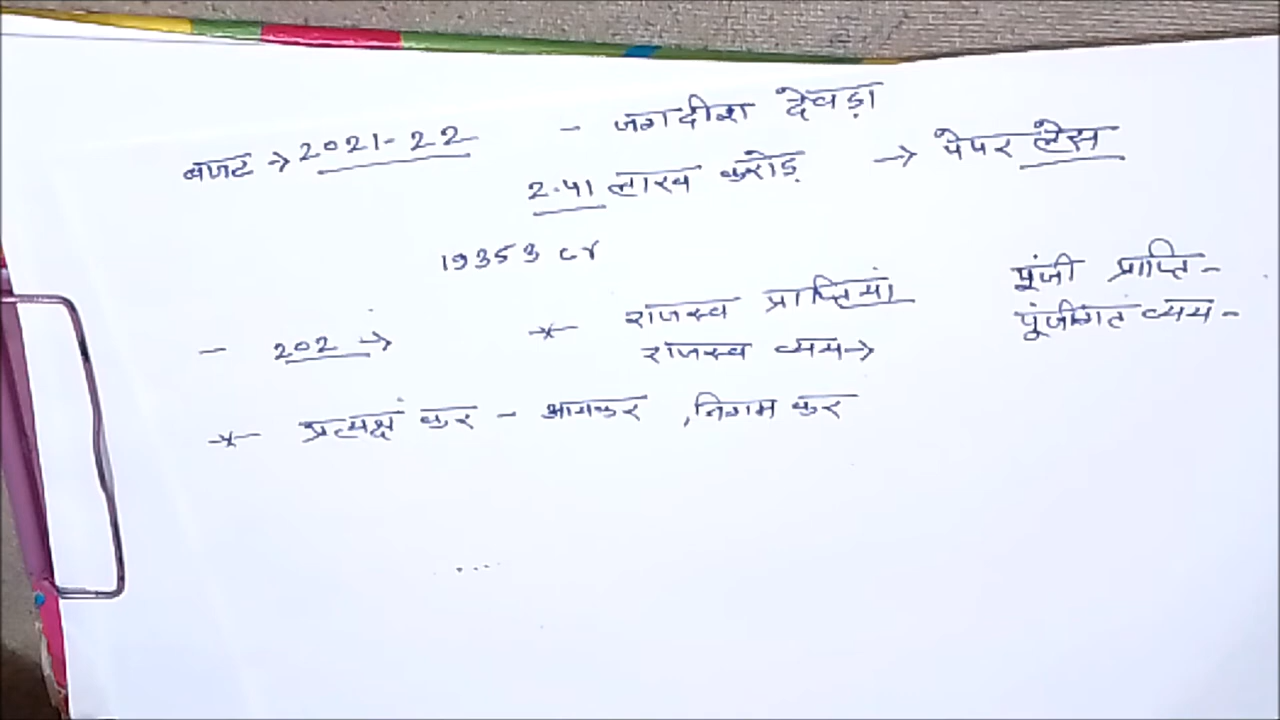 बजट → 2021-22 - जगदीश देवड़ा
2.41 लाख करोड़ → पेपर लेस
19353 cr
- 202 → * राजस्व प्राप्तियां पूंजी प्राप्ति -
राजस्व व्यय → पूंजीगत व्यय -
* प्रत्यक्ष कर - आयकर , निगम कर